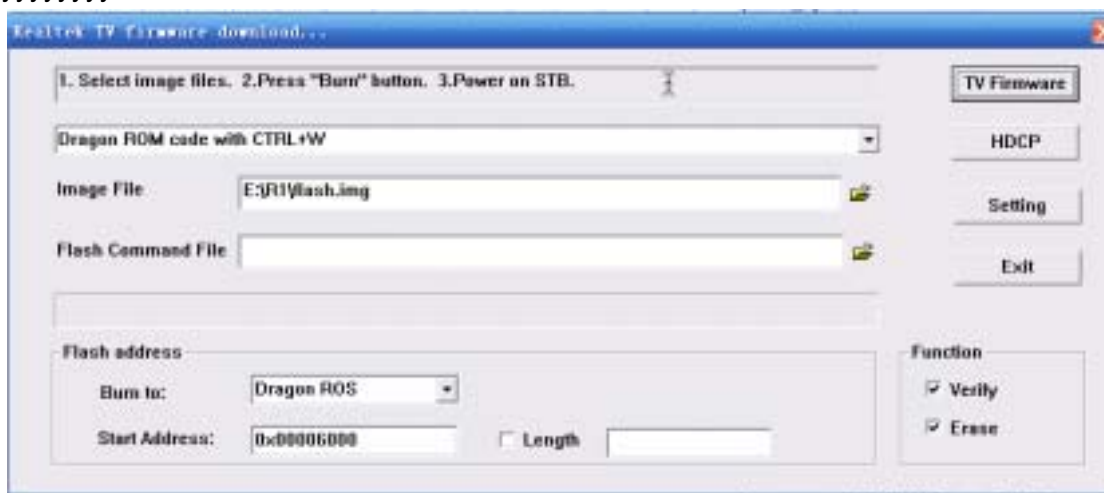 Realtek TV firmware download...
1. Select image files. 2.Press "Burn" button. 3.Power on STB.
TV Firmware
Dragon ROM code with CTRL+W
HDCP
Image File
E:\R1\flash.img
Setting
Flash Command File
Exit
Flash address
Function
Burn to:
Dragon ROS
Verify
Start Address:
0x00006000
Length
Erase